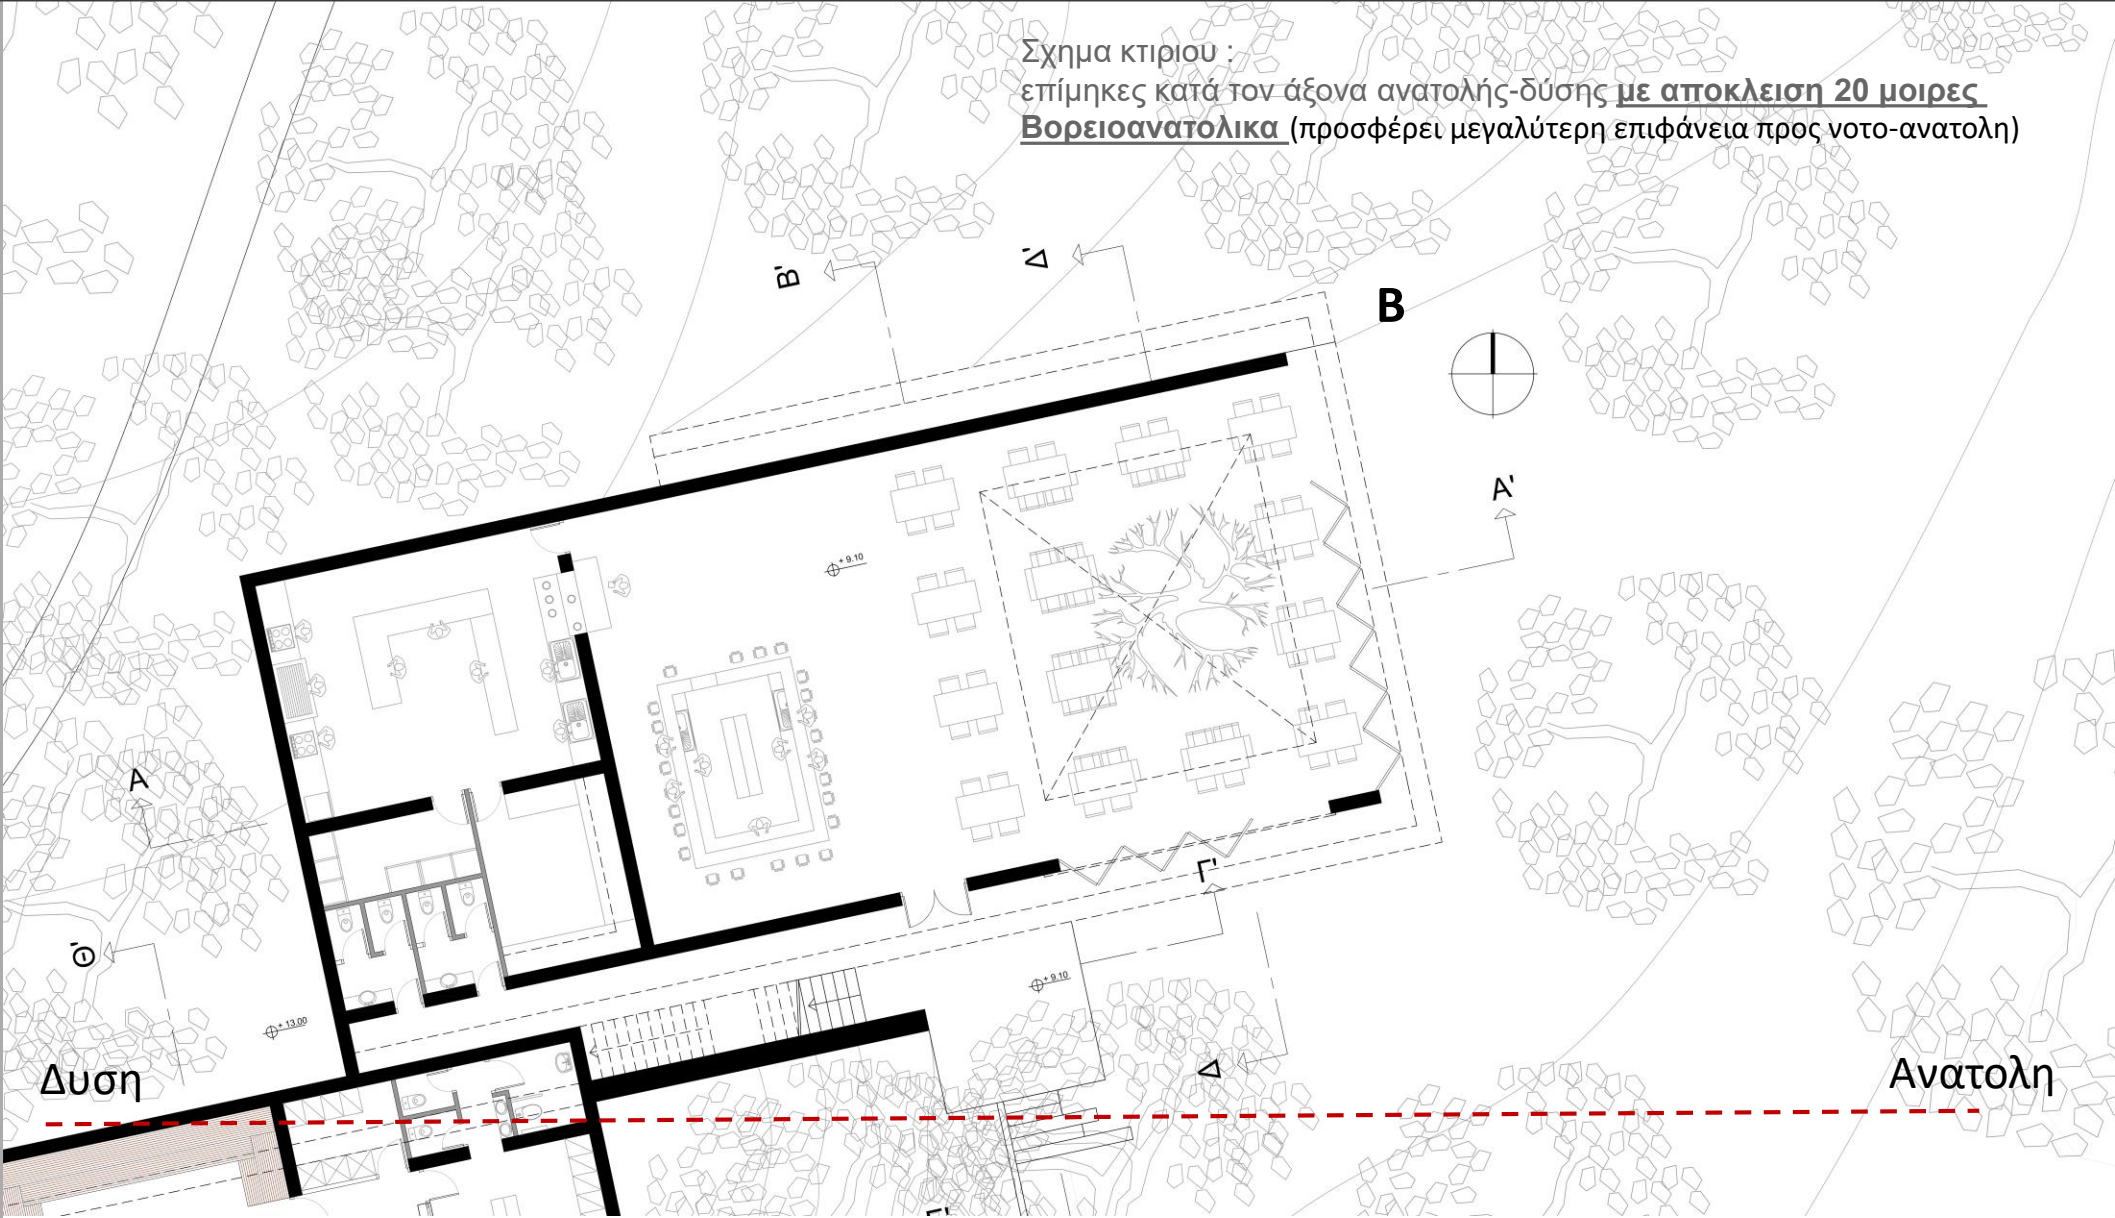 Σχημα κτιριου :
επίμηκες κατά τον άξονα ανατολής-δύσης με αποκλειση 20 μοιρες
Βορειοανατολικα (προσφέρει μεγαλύτερη επιφάνεια προς νοτο-ανατολη)
Β'
Δ'
Β
Α'
+ 9.10
Α
Γ'
Θ'
+ 9.10
+ 13.00
Δυση
Δ
Ανατολη